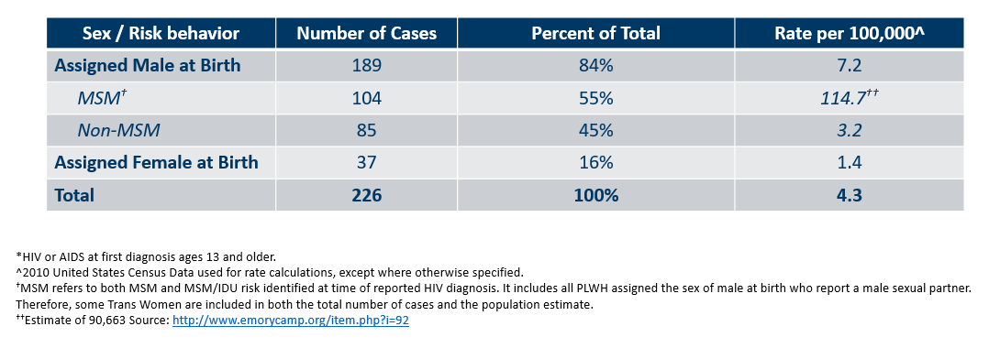 Sex / Risk behavior Number of Cases Percent of Total Rate per 100,000^
Assigned Male at Birth 189 84% 7.2
MSM† 104 55% 114.7††
Non-MSM 85 45% 3.2
Assigned Female at Birth 37 16% 1.4
Total 226 100% 4.3
*HIV or AIDS at first diagnosis ages 13 and older.
^2010 United States Census Data used for rate calculations, except where otherwise specified.
†MSM refers to both MSM and MSM/IDU risk identified at time of reported HIV diagnosis. It includes all PLWH assigned the sex of male at birth who report a male sexual partner.
Therefore, some Trans Women are included in both the total number of cases and the population estimate.
††Estimate of 90,663 Source: http://www.emorycamp.org/item.php?i=92